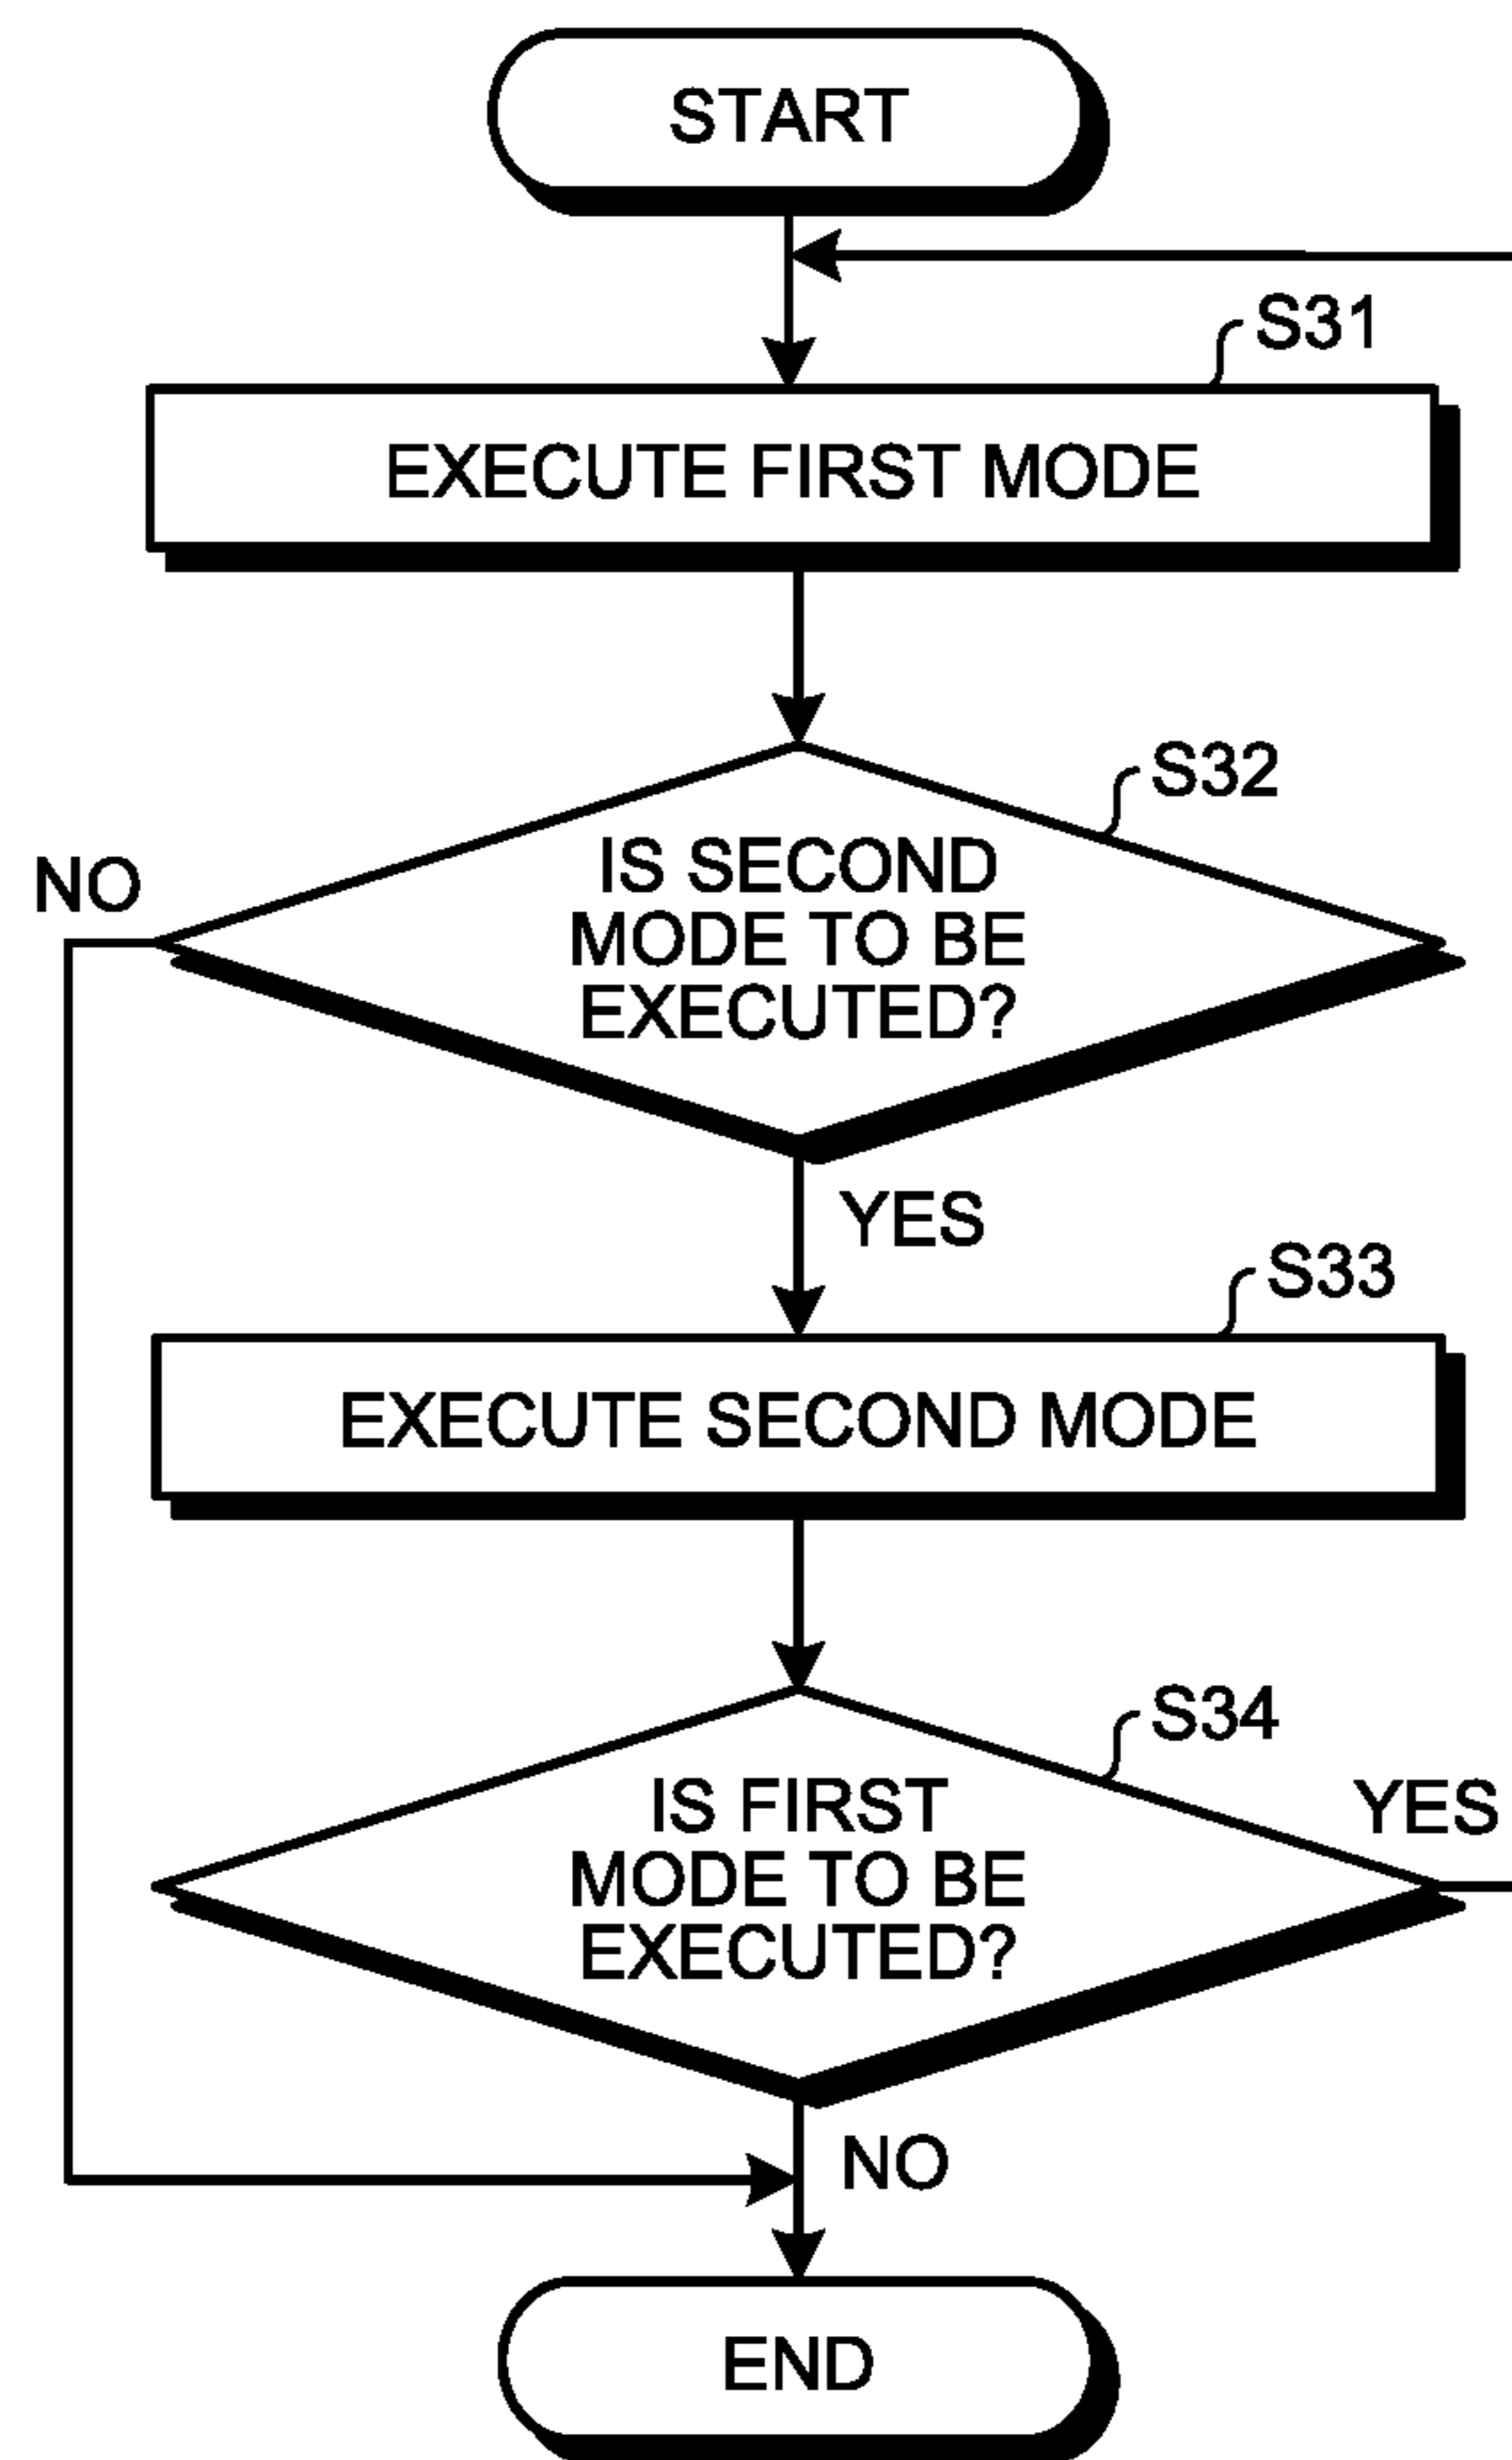 START
S31
EXECUTE FIRST MODE
S32
NO
IS SECOND
MODE TO BE
EXECUTED?
YES
S33
EXECUTE SECOND MODE
S34
YES
IS FIRST
MODE TO BE
EXECUTED?
NO
END